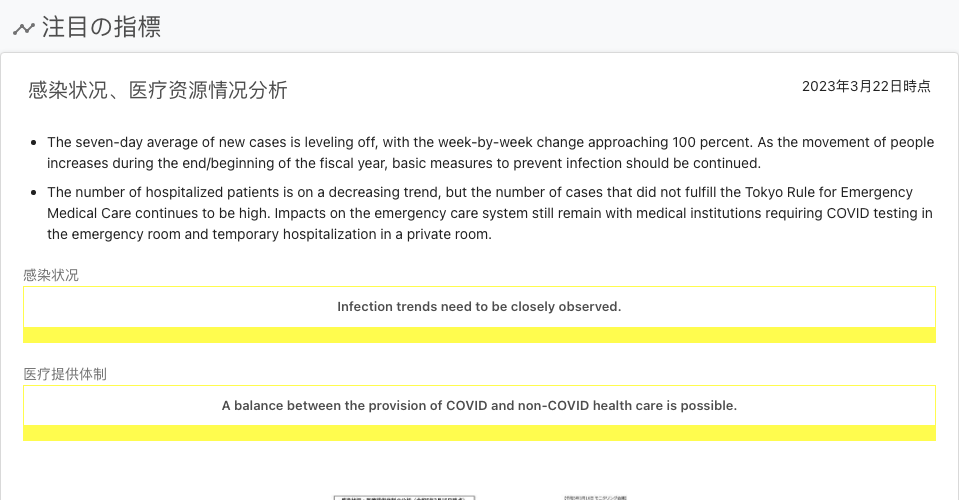 注目の指標
感染状况、医疗资源情况分析
2023年3月22日時点
The seven-day average of new cases is leveling off, with the week-by-week change approaching 100 percent. As the movement of people
increases during the end/beginning of the fiscal year, basic measures to prevent infection should be continued.
The number of hospitalized patients is on a decreasing trend, but the number of cases that did not fulfill the Tokyo Rule for Emergency
Medical Care continues to be high. Impacts on the emergency care system still remain with medical institutions requiring COVID testing in
the emergency room and temporary hospitalization in a private room.
感染状况
Infection trends need to be closely observed.
医疗提供体制
A balance between the provision of COVID and non-COVID health care is possible.